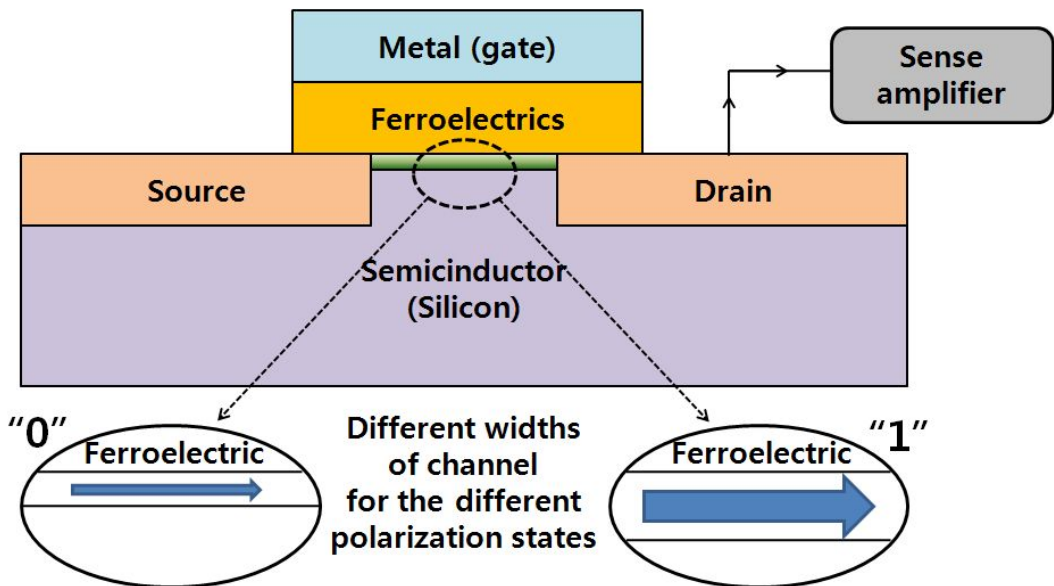 Metal (gate)
Ferroelectrics
Sense
amplifier
Source
Drain
Semicinductor
(Silicon)
“0”
Ferroelectric
Different widths
of channel
for the different
polarization states
“1”
Ferroelectric